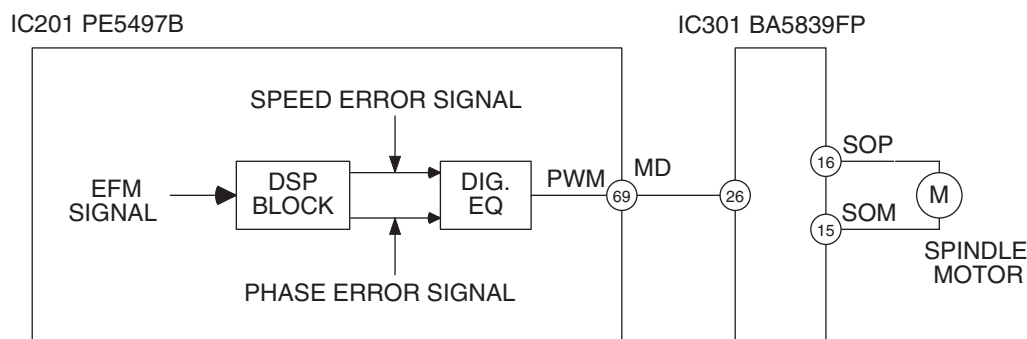 IC201 PE5497B
IC301 BA5839FP
SPEED ERROR SIGNAL
EFM
SIGNAL
DSP
BLOCK
DIG.
EQ
PWM
69
MD
26
16
SOP
M
15
SOM
SPINDLE
MOTOR
PHASE ERROR SIGNAL